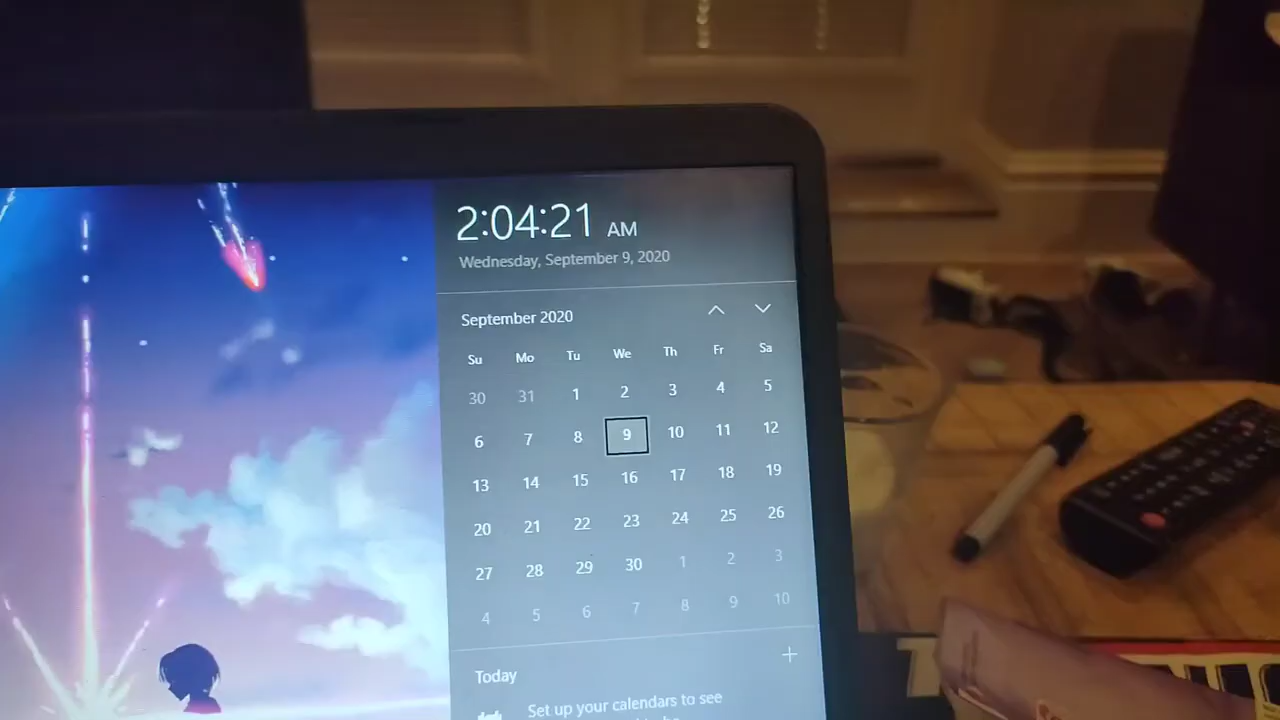 2:04:21 AM
Wednesday, September 9, 2020
September 2020
Su Mo Tu We Th Fr Sa
30 31 1 2 3 4 5
6 7 8 9 10 11 12
13 14 15 16 17 18 19
20 21 22 23 24 25 26
27 28 29 30 1 2 3
4 5 6 7 8 9 10
Today
Set up your calendars to see